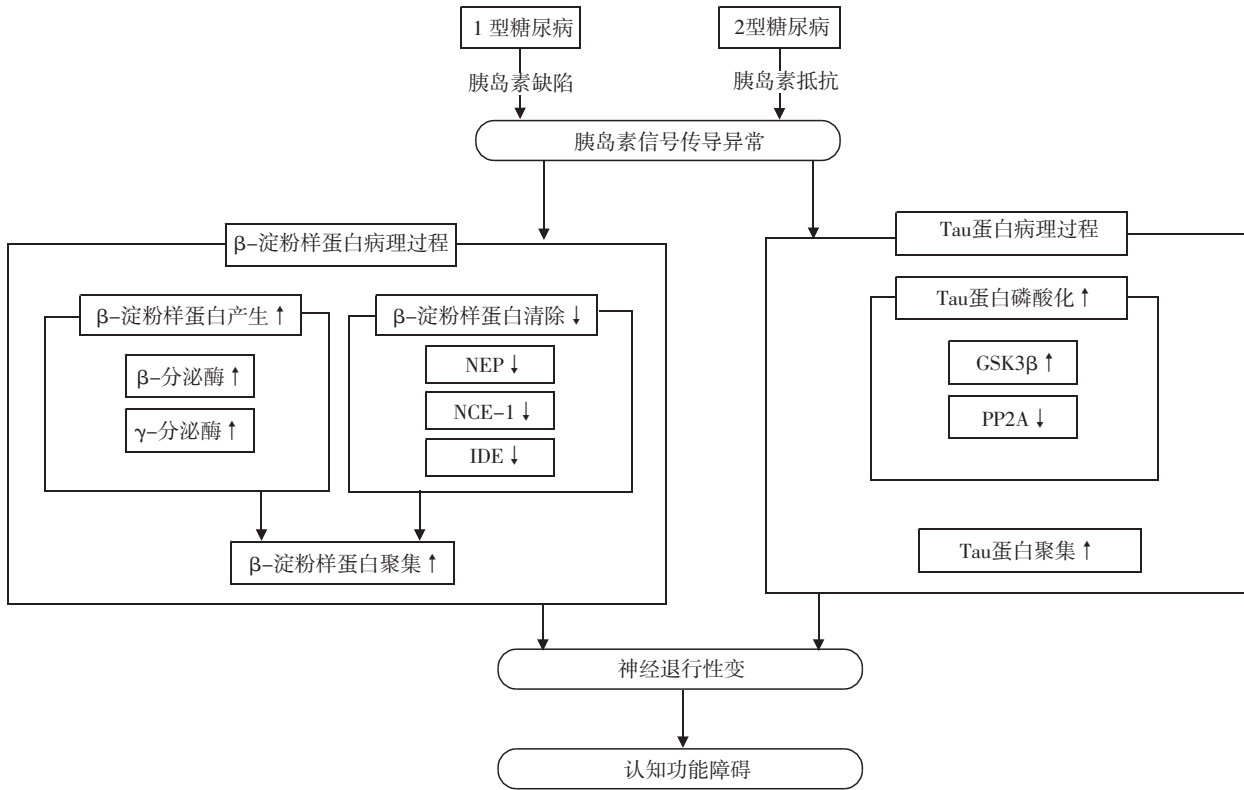 1 型糖尿病
2型糖尿病
胰岛素缺陷
胰岛素抵抗
胰岛素信号传导异常
β-淀粉样蛋白病理过程
Tau蛋白病理过程
β-淀粉样蛋白产生↑
β-淀粉样蛋白清除↓
Tau蛋白磷酸化↑
β-分泌酶↑
γ-分泌酶↑
NEP↓
NCE-1↓
IDE↓
GSK3β↑
PP2A↓
β-淀粉样蛋白聚集↑
Tau蛋白聚集↑
神经退行性变
认知功能障碍